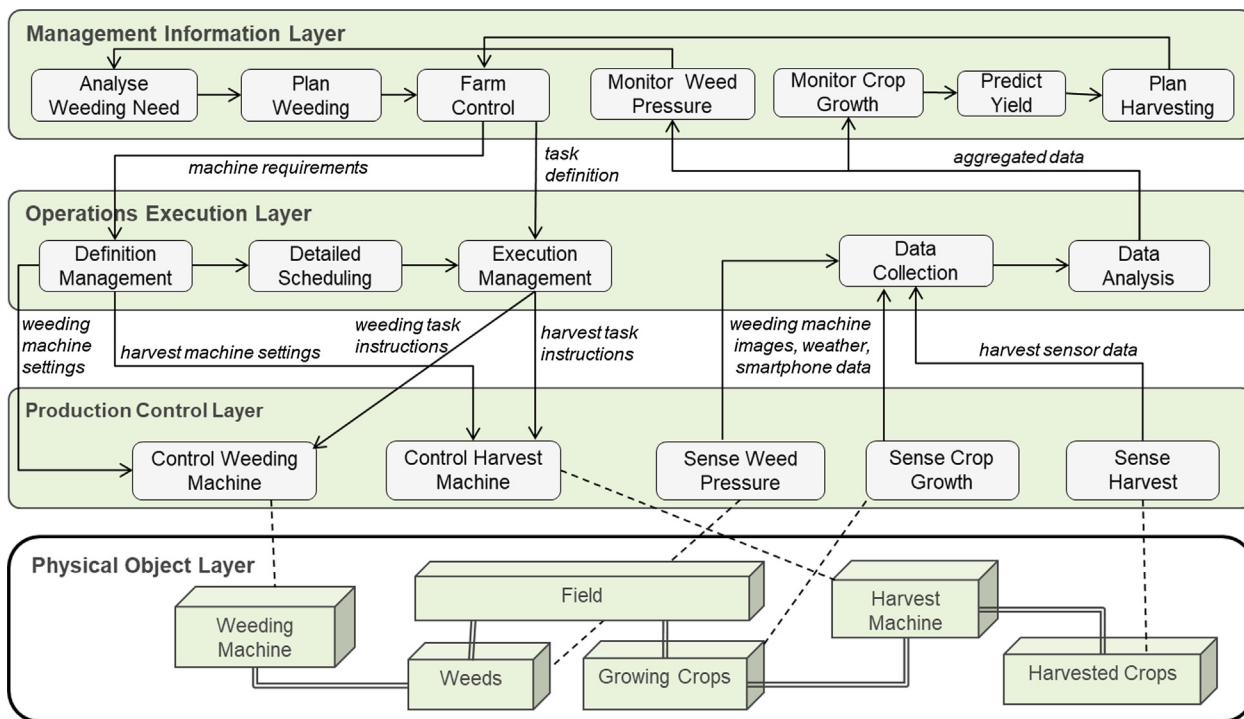 Management Information Layer
Analyse
Weeding Need
Plan
Weeding
Farm
Control
Monitor Weed
Pressure
Monitor Crop
Growth
Predict
Yield
Plan
Harvesting
machine requirements
task
definition
aggregated data
Operations Execution Layer
Definition
Management
Detailed
Scheduling
Execution
Management
Data
Collection
Data
Analysis
weeding
machine
settings
harvest machine settings
weeding task
instructions
harvest task
instructions
weeding machine
images, weather,
smartphone data
harvest sensor data
Production Control Layer
Control Weeding
Machine
Control Harvest
Machine
Sense Weed
Pressure
Sense Crop
Growth
Sense
Harvest
Physical Object Layer
Weeding
Machine
Field
Weeds
Growing Crops
Harvest
Machine
Harvested Crops